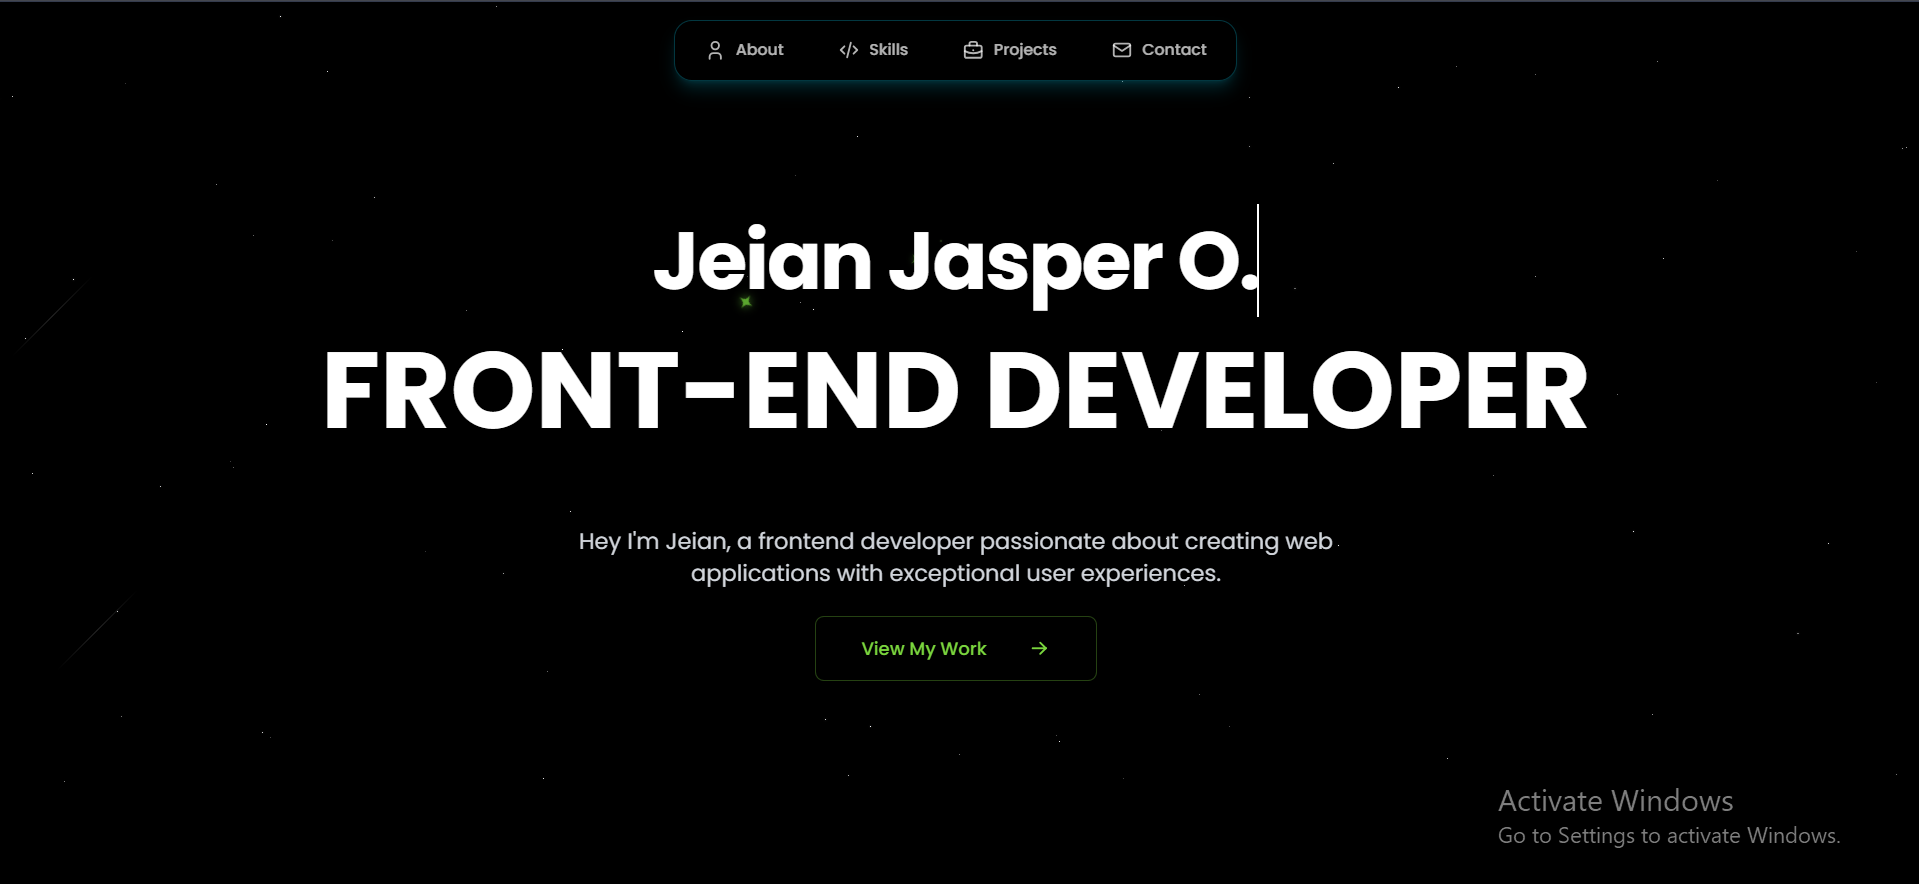 About Skills Projects Contact
Jeian Jasper O.
FRONT-END DEVELOPER
Hey I'm Jeian, a frontend developer passionate about creating web
applications with exceptional user experiences.
View My Work
Activate Windows
Go to Settings to activate Windows.